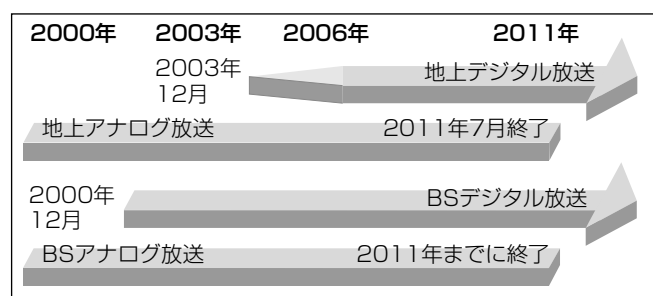 2000年 2003年 2006年 2011年
2003年
12月
地上デジタル放送
地上アナログ放送 2011年7月終了
2000年
12月
BSデジタル放送
BSアナログ放送 2011年までに終了